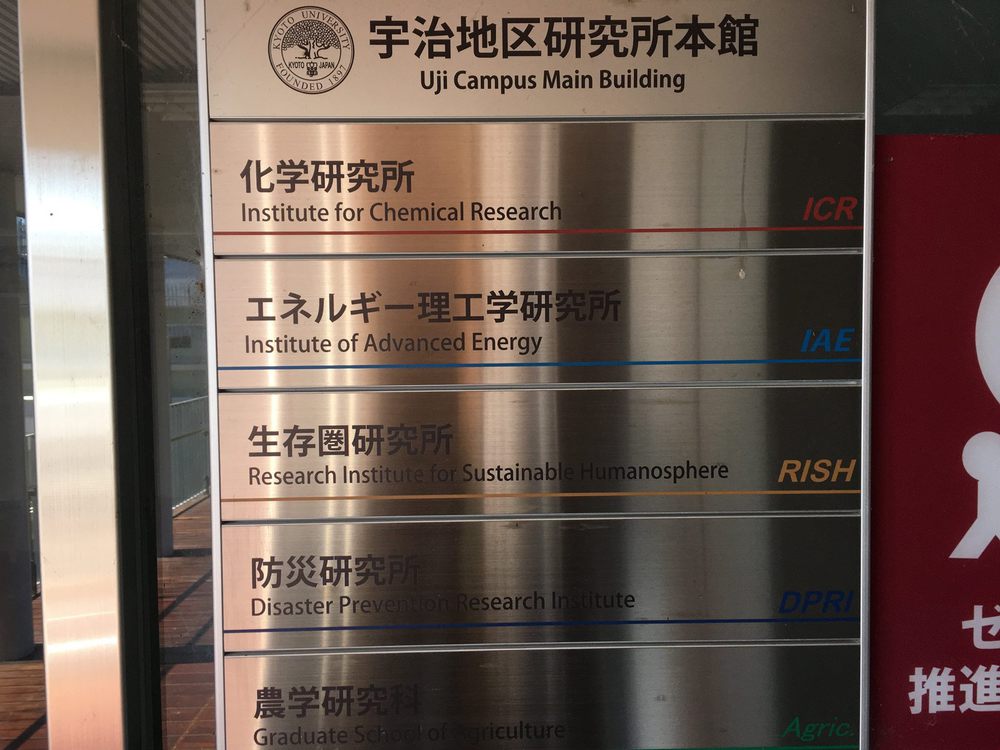 KYOTO UNIVERSITY
KYOTO JAPAN
FOUNDED 1897
宇治地区研究所本館
Uji Campus Main Building
化学研究所
Institute for Chemical Research
ICR
エネルギー理工学研究所
Institute of Advanced Energy
IAE
生存圏研究所
Research Institute for Sustainable Humanosphere
RISH
防災研究所
Disaster Prevention Research Institute
DPRI
農学研究科
Graduate School of Agriculture
Agric.
ゼ
推進